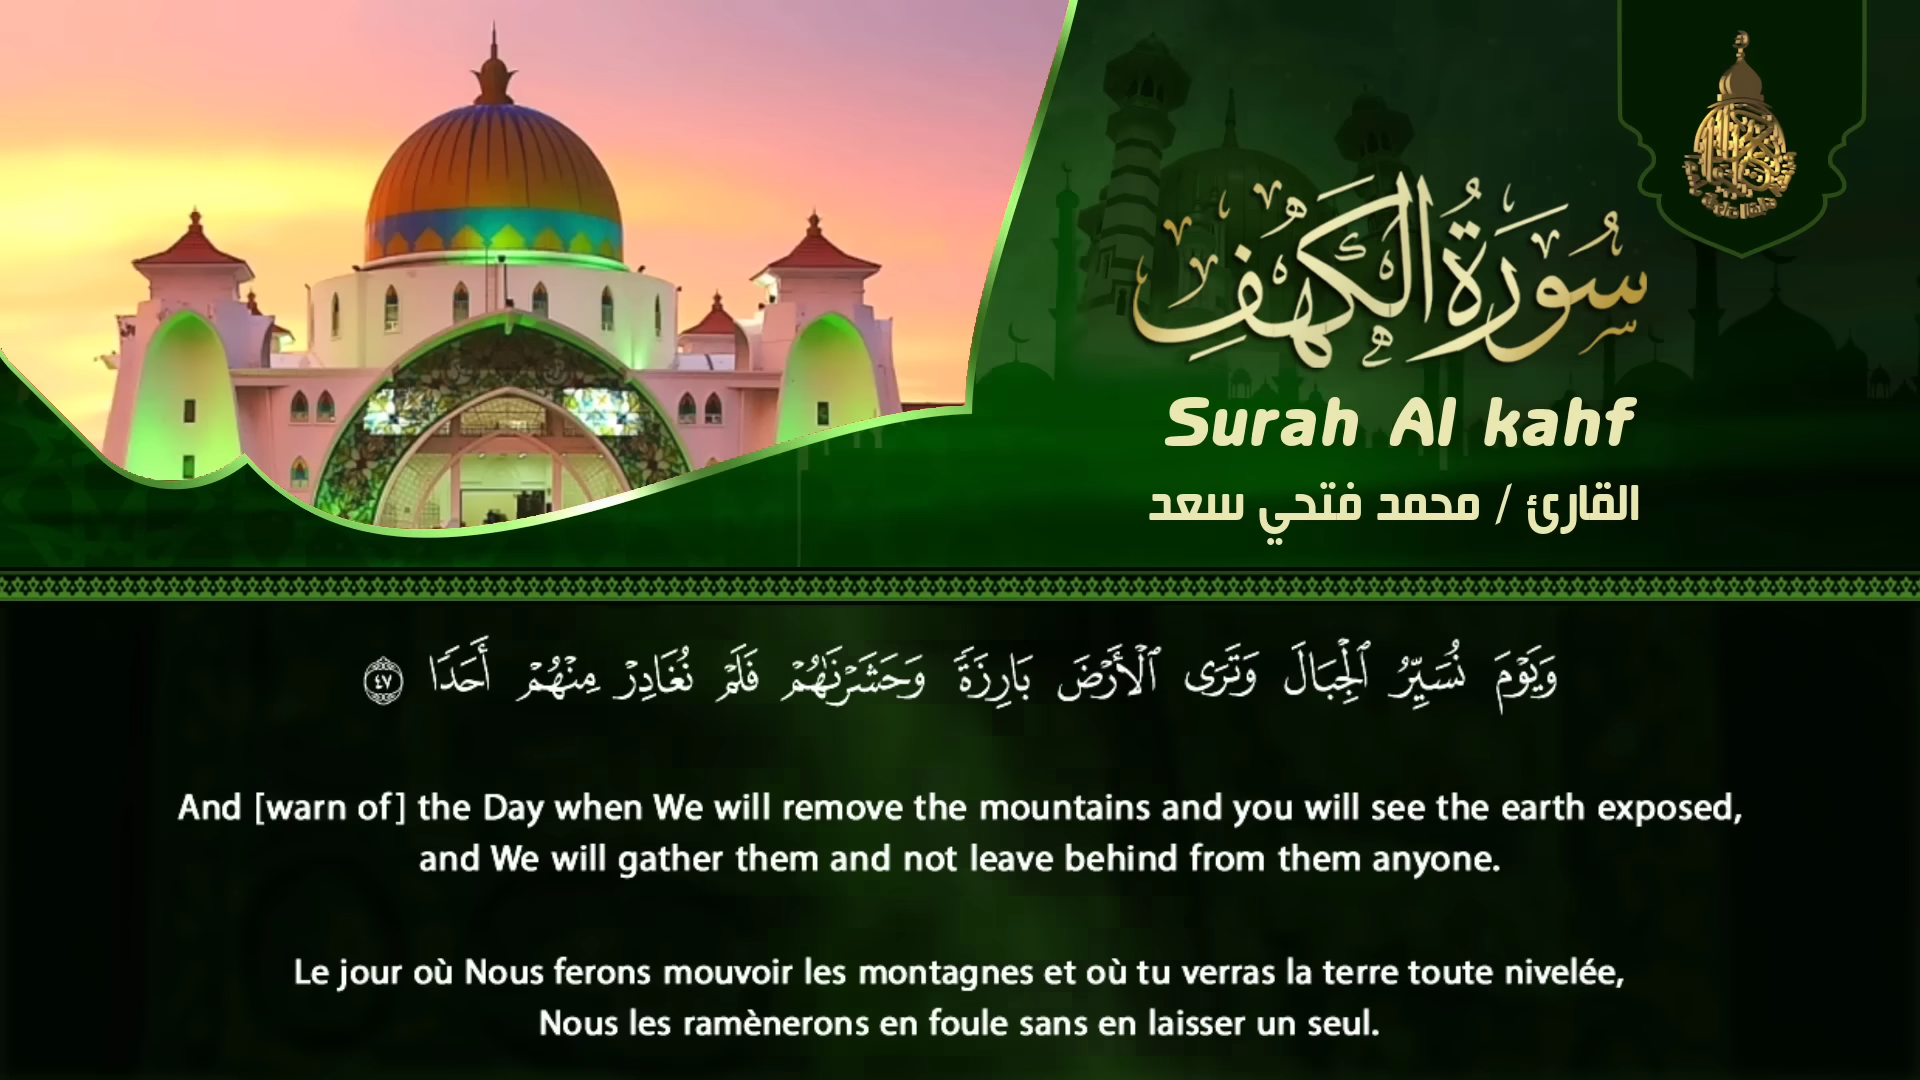 سُورَةُ الكَهْفِ
Surah Al kahf
القارئ / محمد فتحي سعد
وَيَوْمَ نُسَيِّرُ ٱلْجِبَالَ وَتَرَى ٱلْأَرْضَ بَارِزَةً وَحَشَرْنَٰهُمْ فَلَمْ نُغَادِرْ مِنْهُمْ أَحَدًا ٤٧
And [warn of] the Day when We will remove the mountains and you will see the earth exposed,
and We will gather them and not leave behind from them anyone.
Le jour où Nous ferons mouvoir les montagnes et où tu verras la terre toute nivelée,
Nous les ramènerons en foule sans en laisser un seul.